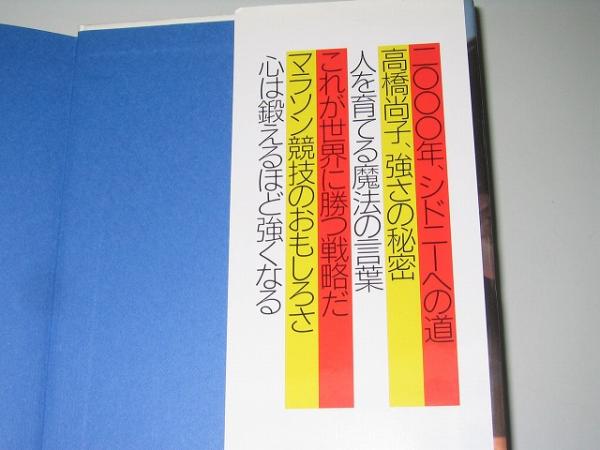 二〇〇〇年、シドニーへの道
高橋尚子、強さの秘密
人を育てる魔法の言葉
これが世界に勝つ戦略だ
マラソン競技のおもしろさ
心は鍛えるほど強くなる